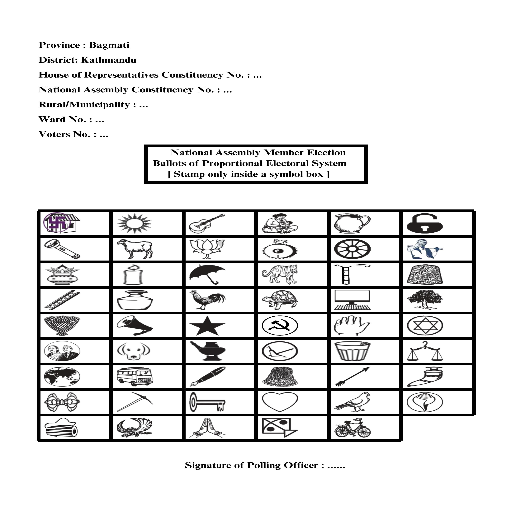 Province : Bagmati
District: Kathmandu
House of Representatives Constituency No. : ...
National Assembly Constituency No. : ...
Rural/Municipality : ...
Ward No. : ...
Voters No. : ...
National Assembly Member Election
Ballots of Proportional Electoral System
[ Stamp only inside a symbol box ]
Signature of Polling Officer : ......